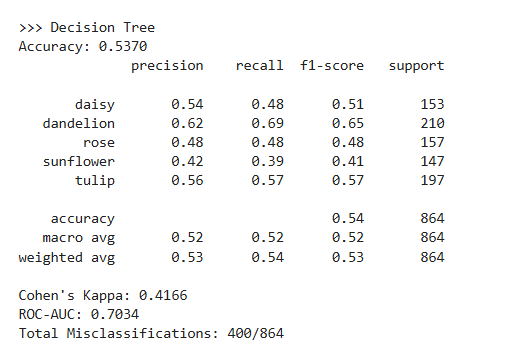 >>> Decision Tree
Accuracy: 0.5370
precision recall f1-score support
daisy 0.54 0.48 0.51 153
dandelion 0.62 0.69 0.65 210
rose 0.48 0.48 0.48 157
sunflower 0.42 0.39 0.41 147
tulip 0.56 0.57 0.57 197
accuracy 0.54 864
macro avg 0.52 0.52 0.52 864
weighted avg 0.53 0.54 0.53 864
Cohen's Kappa: 0.4166
ROC-AUC: 0.7034
Total Misclassifications: 400/864